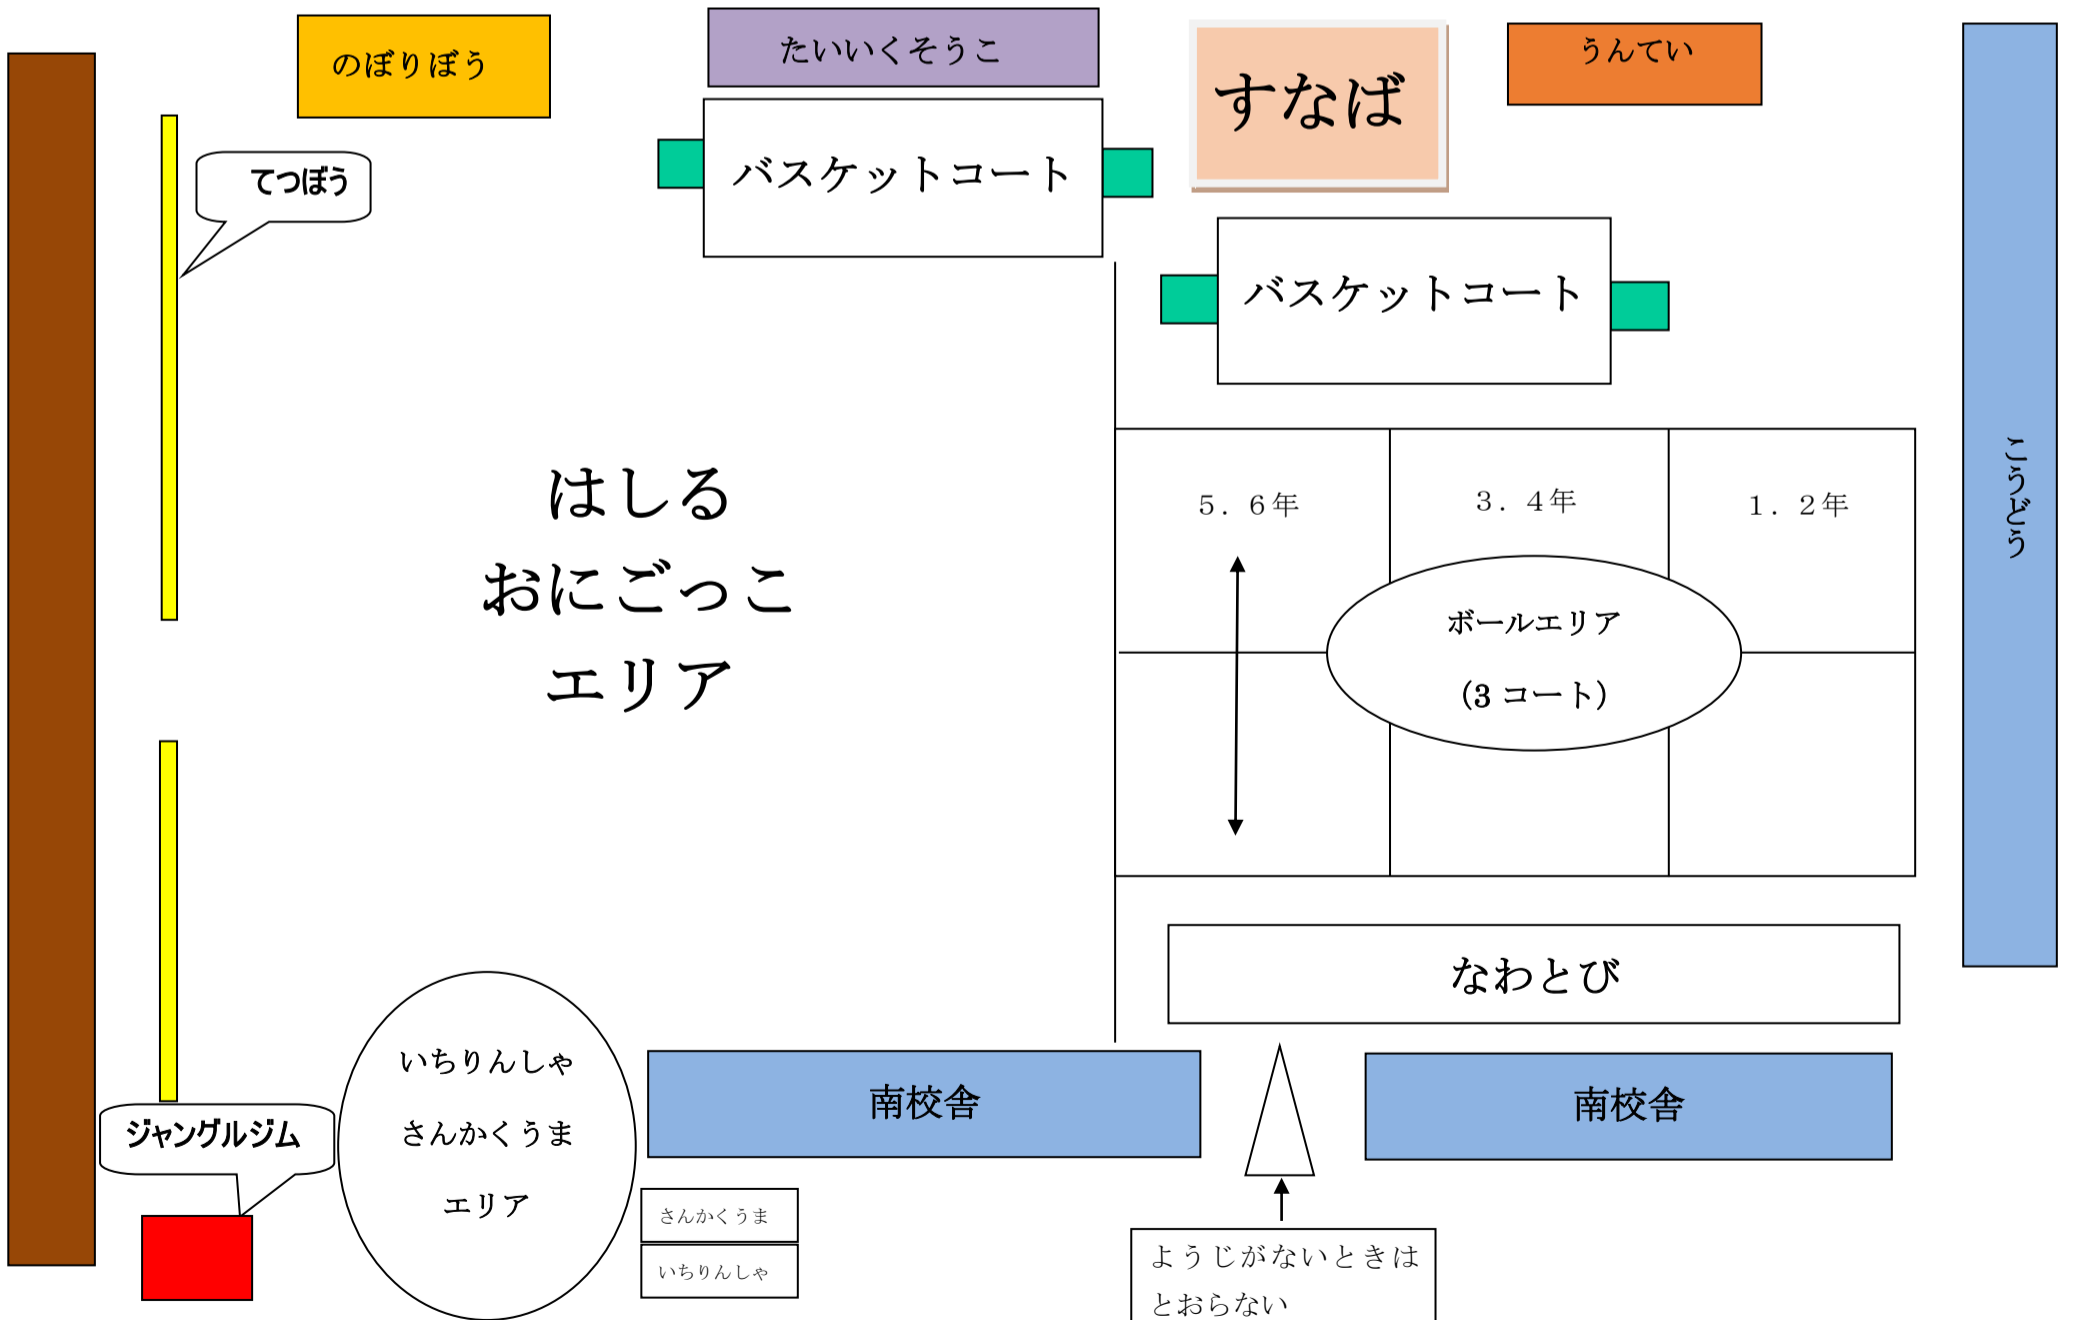 のぼりぼう
たいいくそうこ
すなば
うんてい
てつぼう
バスケットコート
バスケットコート
こうどう
はしる
おにごっこ
エリア
５．６年
３．４年
１．２年
ボールエリア
（3 コート）
なわとび
いちりんしゃ
さんかくうま
エリア
南校舎
南校舎
ジャングルジム
さんかくうま
いちりんしゃ
ようじがないときは
とおらない